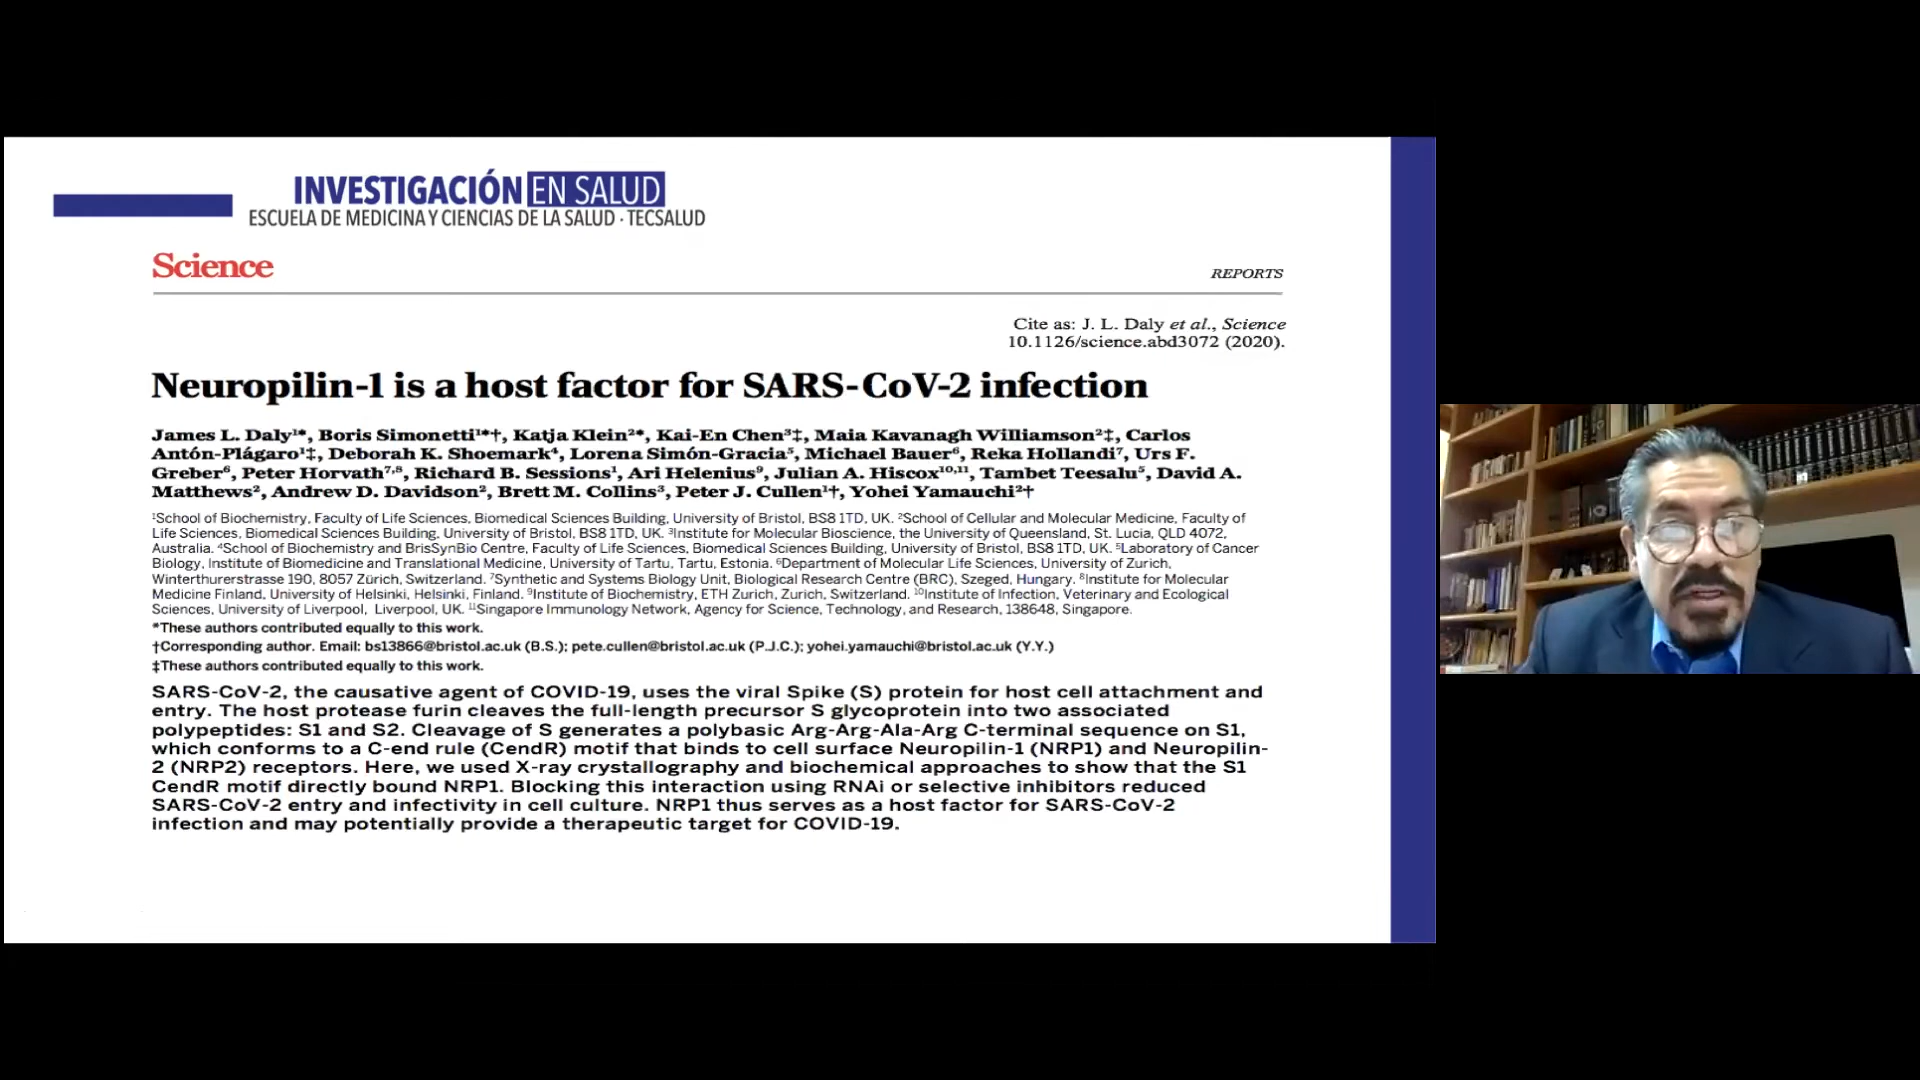 INVESTIGACIÓN EN SALUD
ESCUELA DE MEDICINA Y CIENCIAS DE LA SALUD · TECSALUD
Science
REPORTS
Cite as: J. L. Daly et al., Science
10.1126/science.abd3072 (2020).
Neuropilin-1 is a host factor for SARS-CoV-2 infection
James L. Daly¹*, Boris Simonetti¹*†, Katja Klein²*, Kai-En Chen³‡, Maia Kavanagh Williamson²‡, Carlos
Antón-Plágaro¹‡, Deborah K. Shoemark⁴, Lorena Simón-Gracia⁵, Michael Bauer⁶, Reka Hollandi⁷, Urs F.
Greber⁶, Peter Horvath⁷,⁸, Richard B. Sessions¹, Ari Helenius⁹, Julian A. Hiscox¹⁰,¹¹, Tambet Teesalu⁵, David A.
Matthews², Andrew D. Davidson², Brett M. Collins³, Peter J. Cullen¹†, Yohei Yamauchi²†
¹School of Biochemistry, Faculty of Life Sciences, Biomedical Sciences Building, University of Bristol, BS8 1TD, UK. ²School of Cellular and Molecular Medicine, Faculty of
Life Sciences, Biomedical Sciences Building, University of Bristol, BS8 1TD, UK. ³Institute for Molecular Bioscience, the University of Queensland, St. Lucia, QLD 4072,
Australia. ⁴School of Biochemistry and BrisSynBio Centre, Faculty of Life Sciences, Biomedical Sciences Building, University of Bristol, BS8 1TD, UK. ⁵Laboratory of Cancer
Biology, Institute of Biomedicine and Translational Medicine, University of Tartu, Tartu, Estonia. ⁶Department of Molecular Life Sciences, University of Zurich,
Winterthurerstrasse 190, 8057 Zürich, Switzerland. ⁷Synthetic and Systems Biology Unit, Biological Research Centre (BRC), Szeged, Hungary. ⁸Institute for Molecular
Medicine Finland, University of Helsinki, Helsinki, Finland. ⁹Institute of Biochemistry, ETH Zurich, Zurich, Switzerland. ¹⁰Institute of Infection, Veterinary and Ecological
Sciences, University of Liverpool, Liverpool, UK. ¹¹Singapore Immunology Network, Agency for Science, Technology, and Research, 138648, Singapore.
*These authors contributed equally to this work.
†Corresponding author. Email: bs13866@bristol.ac.uk (B.S.); pete.cullen@bristol.ac.uk (P.J.C.); yohei.yamauchi@bristol.ac.uk (Y.Y.)
‡These authors contributed equally to this work.
SARS-CoV-2, the causative agent of COVID-19, uses the viral Spike (S) protein for host cell attachment and
entry. The host protease furin cleaves the full-length precursor S glycoprotein into two associated
polypeptides: S1 and S2. Cleavage of S generates a polybasic Arg-Arg-Ala-Arg C-terminal sequence on S1,
which conforms to a C-end rule (CendR) motif that binds to cell surface Neuropilin-1 (NRP1) and Neuropilin-
2 (NRP2) receptors. Here, we used X-ray crystallography and biochemical approaches to show that the S1
CendR motif directly bound NRP1. Blocking this interaction using RNAi or selective inhibitors reduced
SARS-CoV-2 entry and infectivity in cell culture. NRP1 thus serves as a host factor for SARS-CoV-2
infection and may potentially provide a therapeutic target for COVID-19.